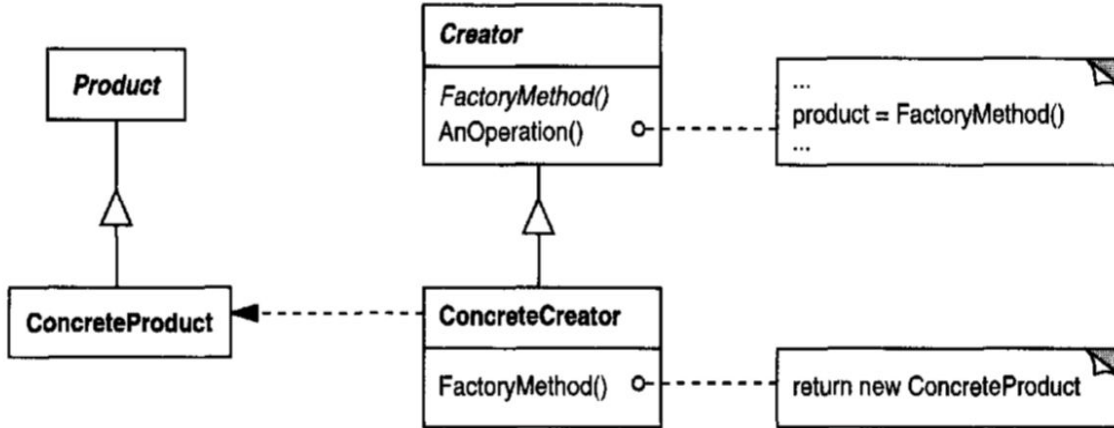 Product
Creator
FactoryMethod()
AnOperation()
...
product = FactoryMethod()
...
ConcreteProduct
ConcreteCreator
FactoryMethod()
return new ConcreteProduct